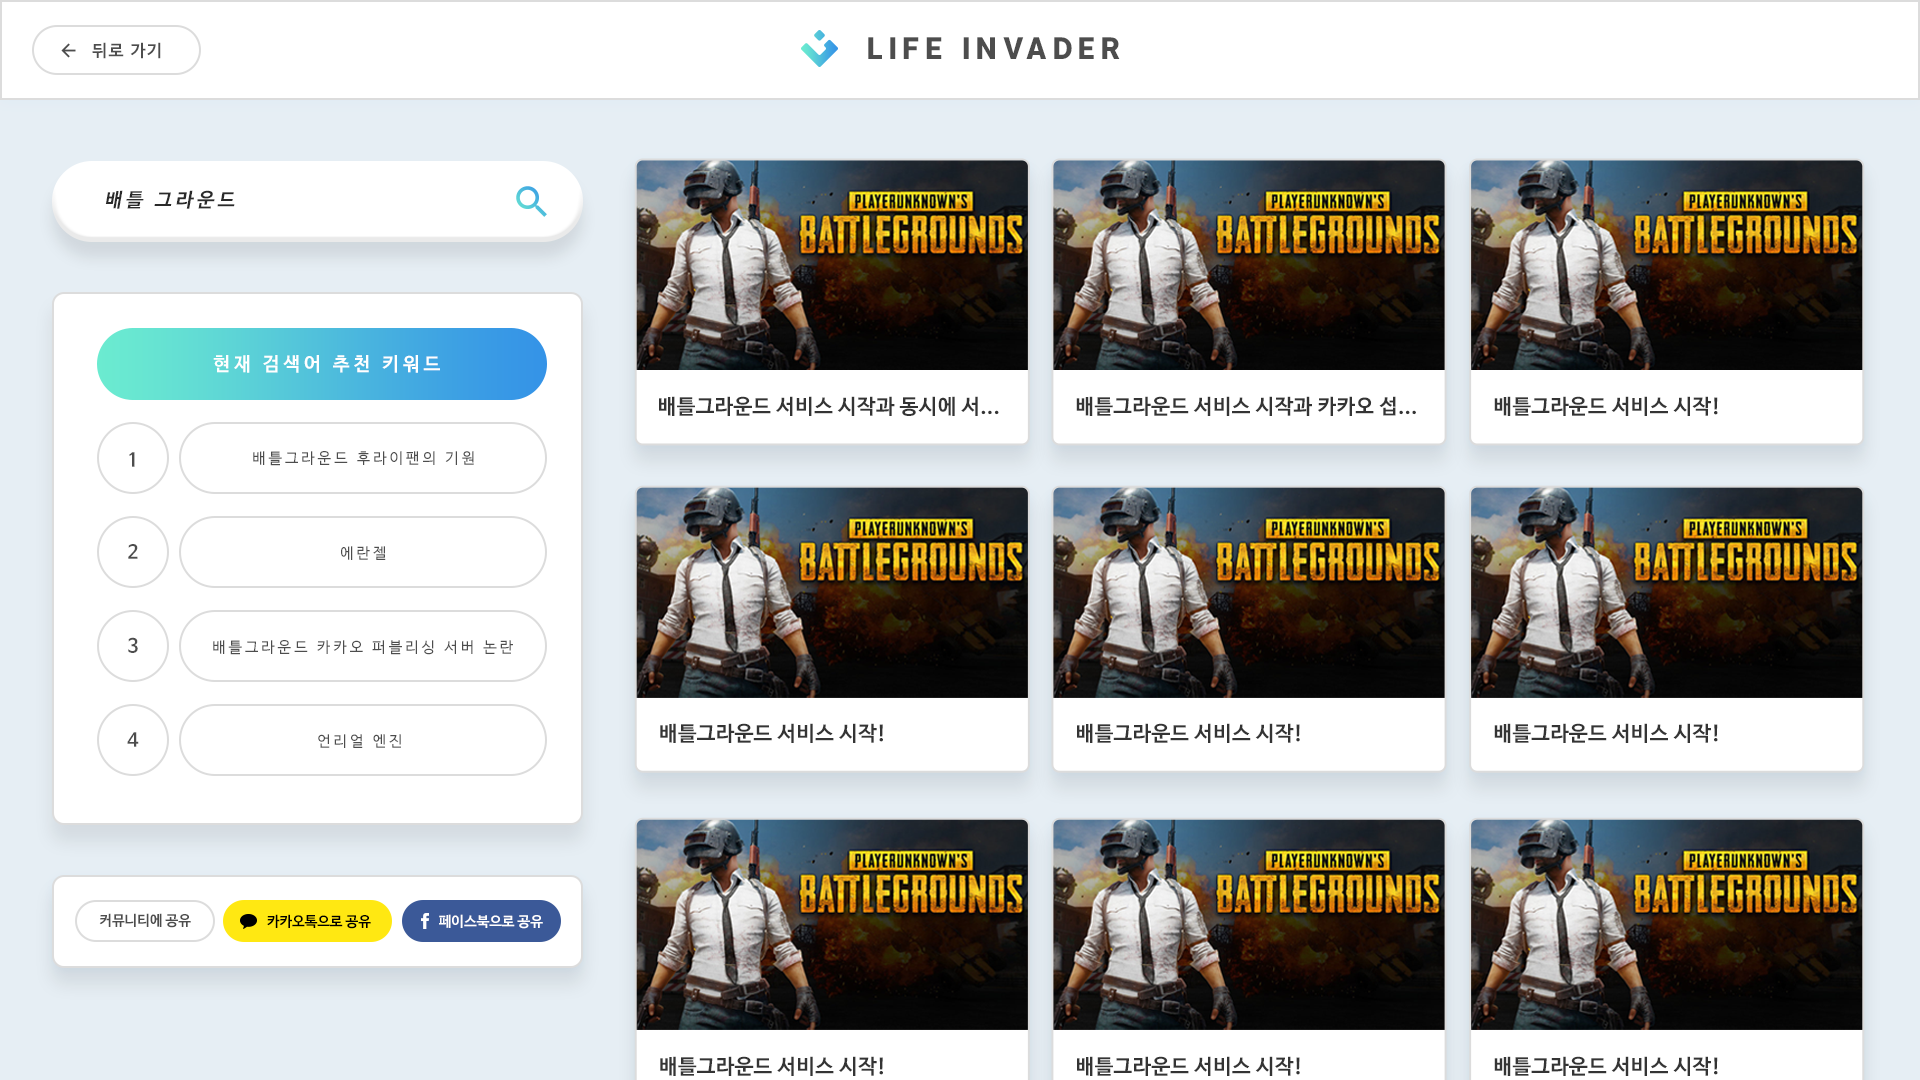 뒤로 가기
LIFE INVADER
배틀 그라운드
현재 검색어 추천 키워드
1
배틀그라운드 후라이팬의 기원
2
에란젤
3
배틀그라운드 카카오 퍼블리싱 서버 논란
4
언리얼 엔진
커뮤니티에 공유
카카오톡으로 공유
f 페이스북으로 공유
PLAYERUNKNOWN'S
BATTLEGROUNDS
배틀그라운드 서비스 시작과 동시에 서...
PLAYERUNKNOWN'S
BATTLEGROUNDS
배틀그라운드 서비스 시작과 카카오 섭...
PLAYERUNKNOWN'S
BATTLEGROUNDS
배틀그라운드 서비스 시작!
PLAYERUNKNOWN'S
BATTLEGROUNDS
배틀그라운드 서비스 시작!
PLAYERUNKNOWN'S
BATTLEGROUNDS
배틀그라운드 서비스 시작!
PLAYERUNKNOWN'S
BATTLEGROUNDS
배틀그라운드 서비스 시작!
PLAYERUNKNOWN'S
BATTLEGROUNDS
배틀그라운드 서비스 시작!
PLAYERUNKNOWN'S
BATTLEGROUNDS
배틀그라운드 서비스 시작!
PLAYERUNKNOWN'S
BATTLEGROUNDS
배틀그라운드 서비스 시작!